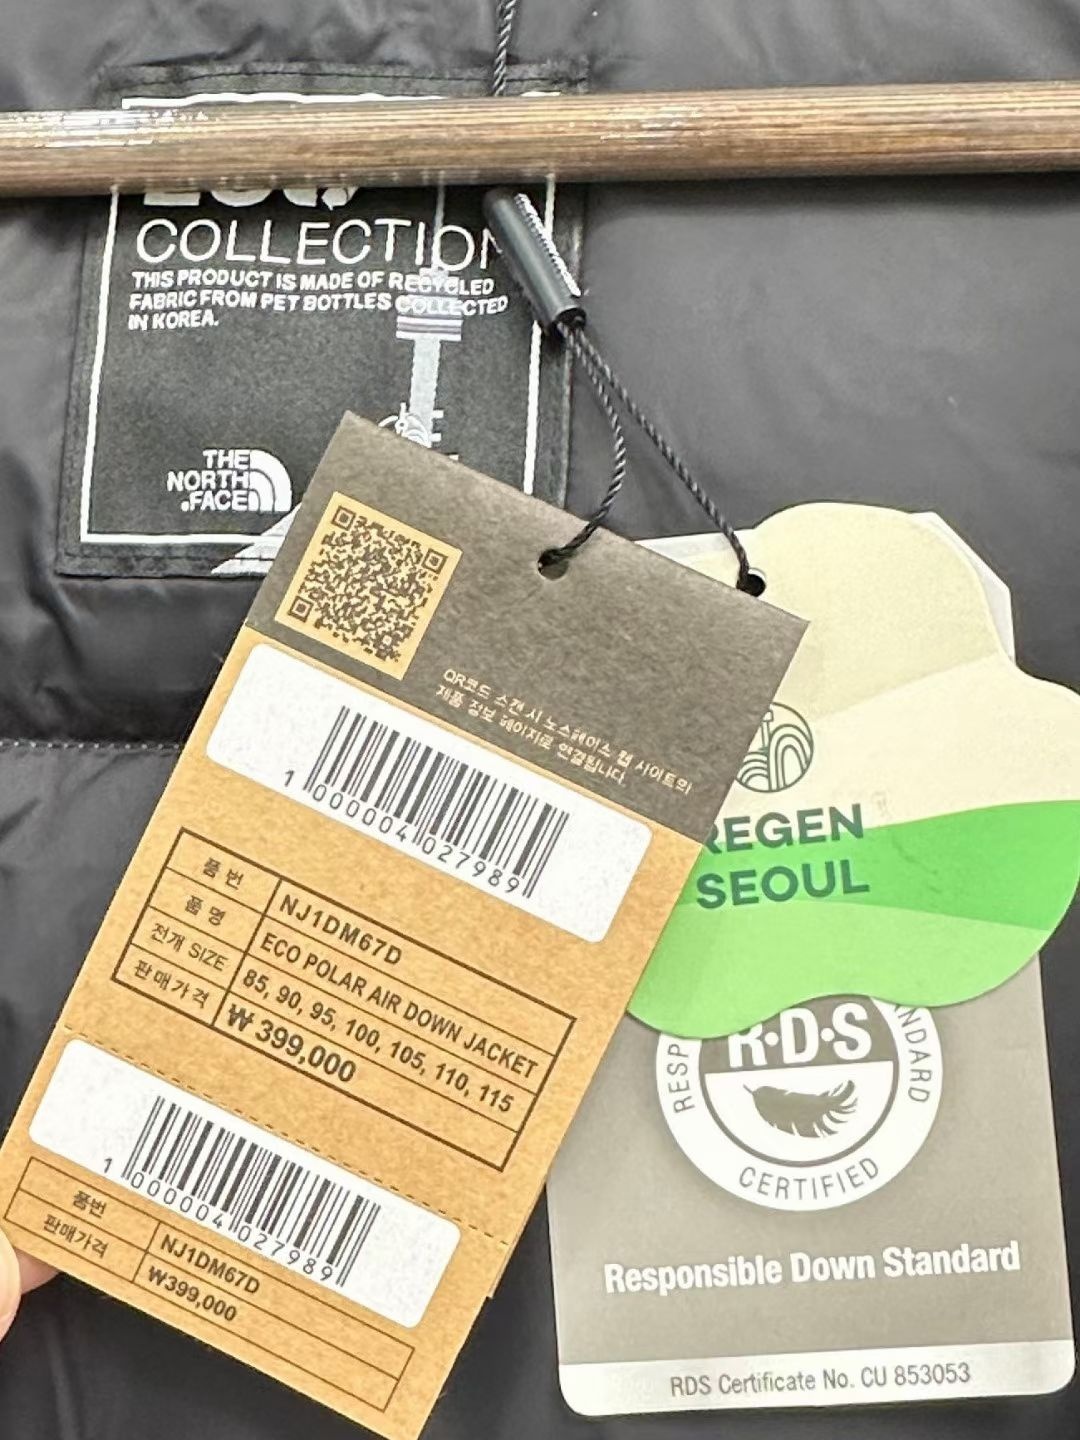 COLLECTION
THIS PRODUCT IS MADE OF RECYCLED
FABRIC FROM PET BOTTLES COLLECTED
IN KOREA.
THE
NORTH
FACE
QR코드 스캔 시 노스페이스 웹 사이트의
제품 정보 페이지로 연결됩니다.
1 000004 027989
품 번 NJ1DM67D
품 명 ECO POLAR AIR DOWN JACKET
전개 SIZE 85, 90, 95, 100, 105, 110, 115
판매가격 ₩ 399,000
1 000004 027989
품번 NJ1DM67D
판매가격 ₩399,000
REGEN
SEOUL
R·D·S
CERTIFIED
Responsible Down Standard
RDS Certificate No. CU 853053